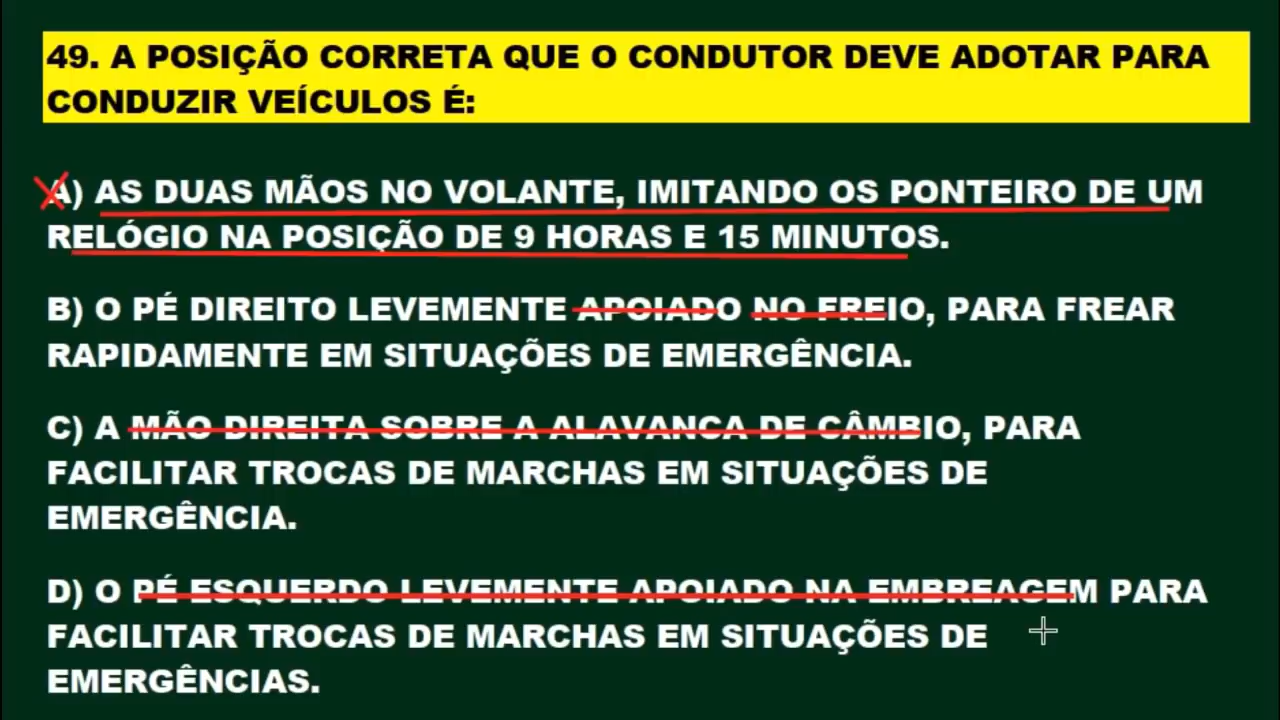 49. A POSIÇÃO CORRETA QUE O CONDUTOR DEVE ADOTAR PARA
CONDUZIR VEÍCULOS É:
A) AS DUAS MÃOS NO VOLANTE, IMITANDO OS PONTEIRO DE UM
RELÓGIO NA POSIÇÃO DE 9 HORAS E 15 MINUTOS.
B) O PÉ DIREITO LEVEMENTE APOIADO NO FREIO, PARA FREAR
RAPIDAMENTE EM SITUAÇÕES DE EMERGÊNCIA.
C) A MÃO DIREITA SOBRE A ALAVANCA DE CÂMBIO, PARA
FACILITAR TROCAS DE MARCHAS EM SITUAÇÕES DE
EMERGÊNCIA.
D) O PÉ ESQUERDO LEVEMENTE APOIADO NA EMBREAGEM PARA
FACILITAR TROCAS DE MARCHAS EM SITUAÇÕES DE
EMERGÊNCIAS.